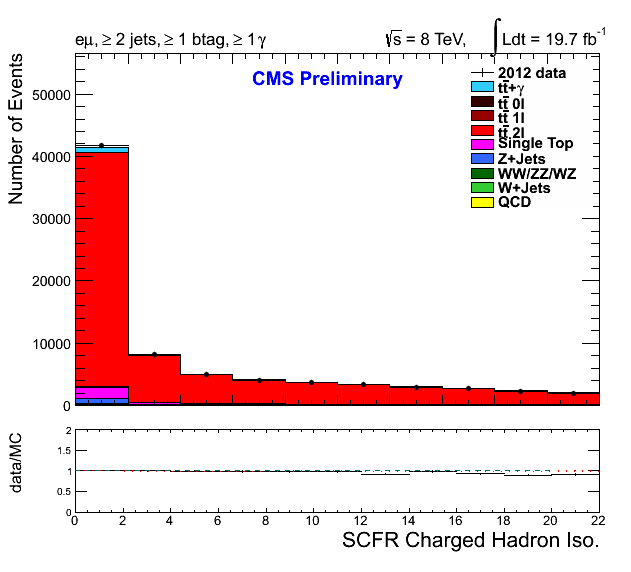 eμ, ≥ 2 jets, ≥ 1 btag, ≥ 1 γ
√s = 8 TeV, ∫ Ldt = 19.7 fb⁻¹
CMS Preliminary
2012 data
tt̄+γ
tt̄ 0l
tt̄ 1l
tt̄ 2l
Single Top
Z+Jets
WW/ZZ/WZ
W+Jets
QCD
Number of Events
50000
40000
30000
20000
10000
0
data/MC
2
1.5
1
0.5
0
0 2 4 6 8 10 12 14 16 18 20 22
SCFR Charged Hadron Iso.